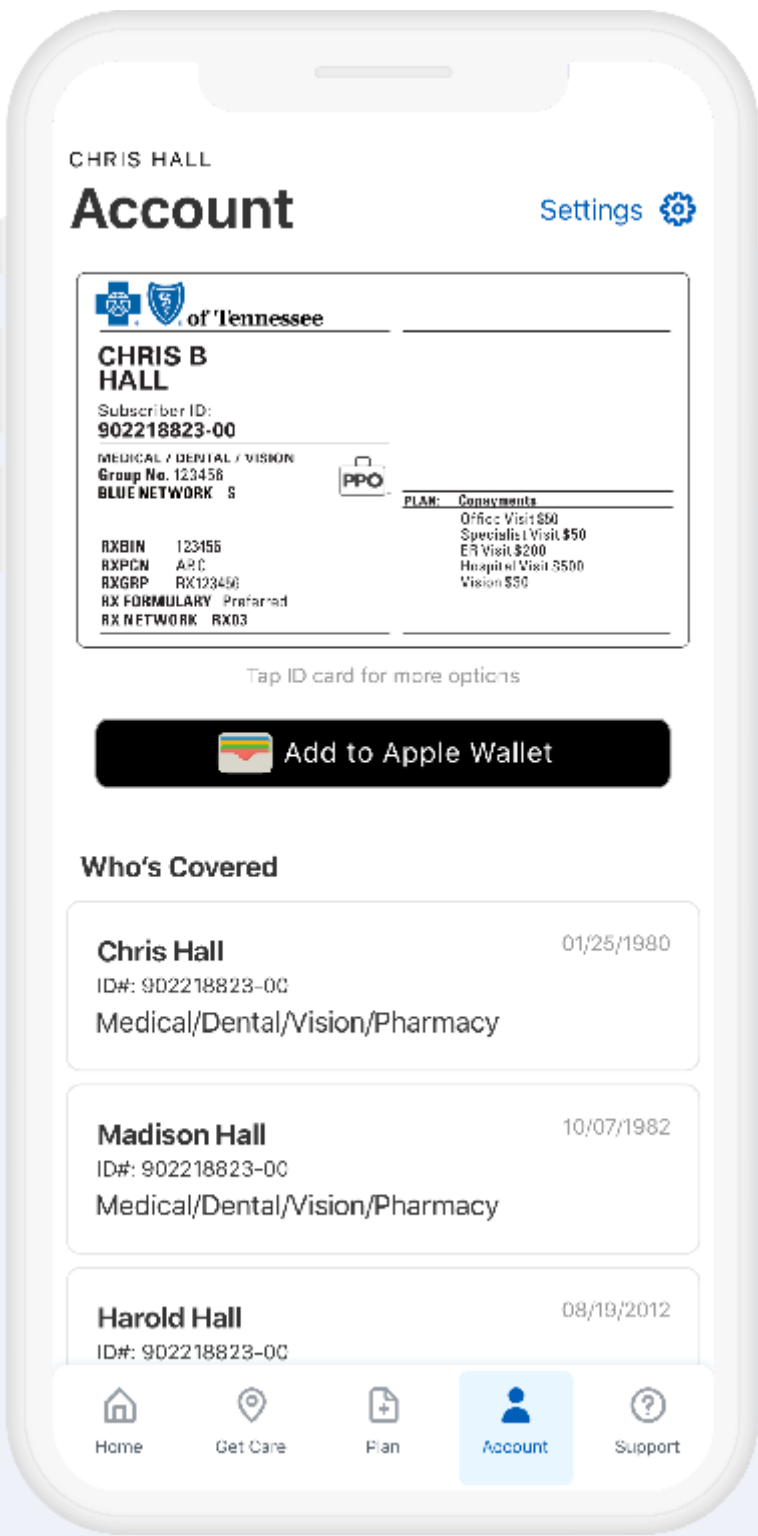 CHRIS HALL
Account
Settings
of Tennessee
CHRIS B
HALL
Subscriber ID:
902218823-00
MEDICAL / DENTAL / VISION
Group No. 123456
BLUE NETWORK S
PPO
RXBIN 123456
RXPCN ABC
RXGRP RX123456
RX FORMULARY Preferred
RX NETWORK RX03
PLAN: Copayments
Office Visit $50
Specialist Visit $50
ER Visit $200
Hospital Visit $500
Vision $30
Tap ID card for more options
Add to Apple Wallet
Who's Covered
Chris Hall
01/25/1980
ID#: 902218823-00
Medical/Dental/Vision/Pharmacy
Madison Hall
10/07/1982
ID#: 902218823-00
Medical/Dental/Vision/Pharmacy
Harold Hall
08/19/2012
ID#: 902218823-00
Home
Get Care
Plan
Account
Support